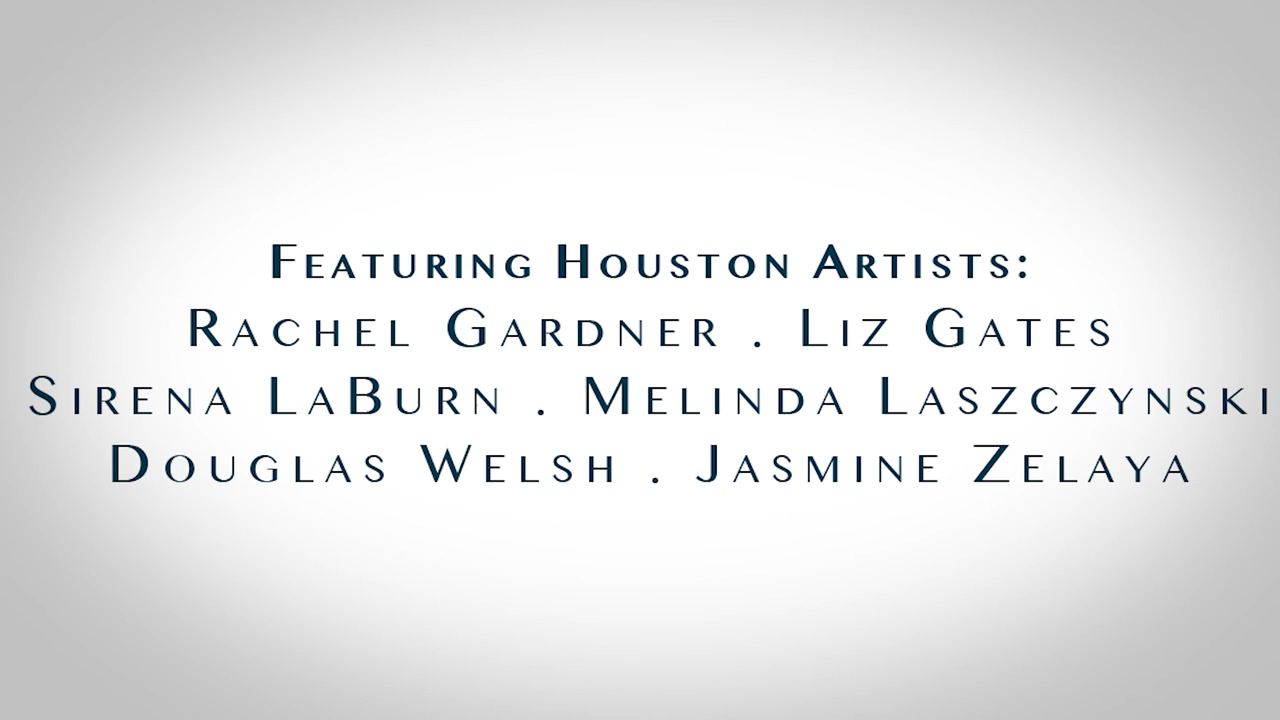 Featuring Houston Artists:
Rachel Gardner . Liz Gates
Sirena LaBurn . Melinda Laszczynski
Douglas Welsh . Jasmine Zelaya